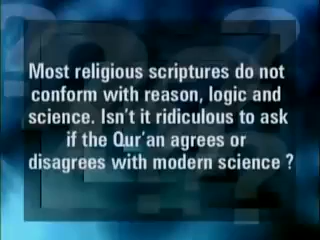 Most religious scriptures do not
conform with reason, logic and
science. Isn't it ridiculous to ask
if the Qur'an agrees or
disagrees with modern science ?